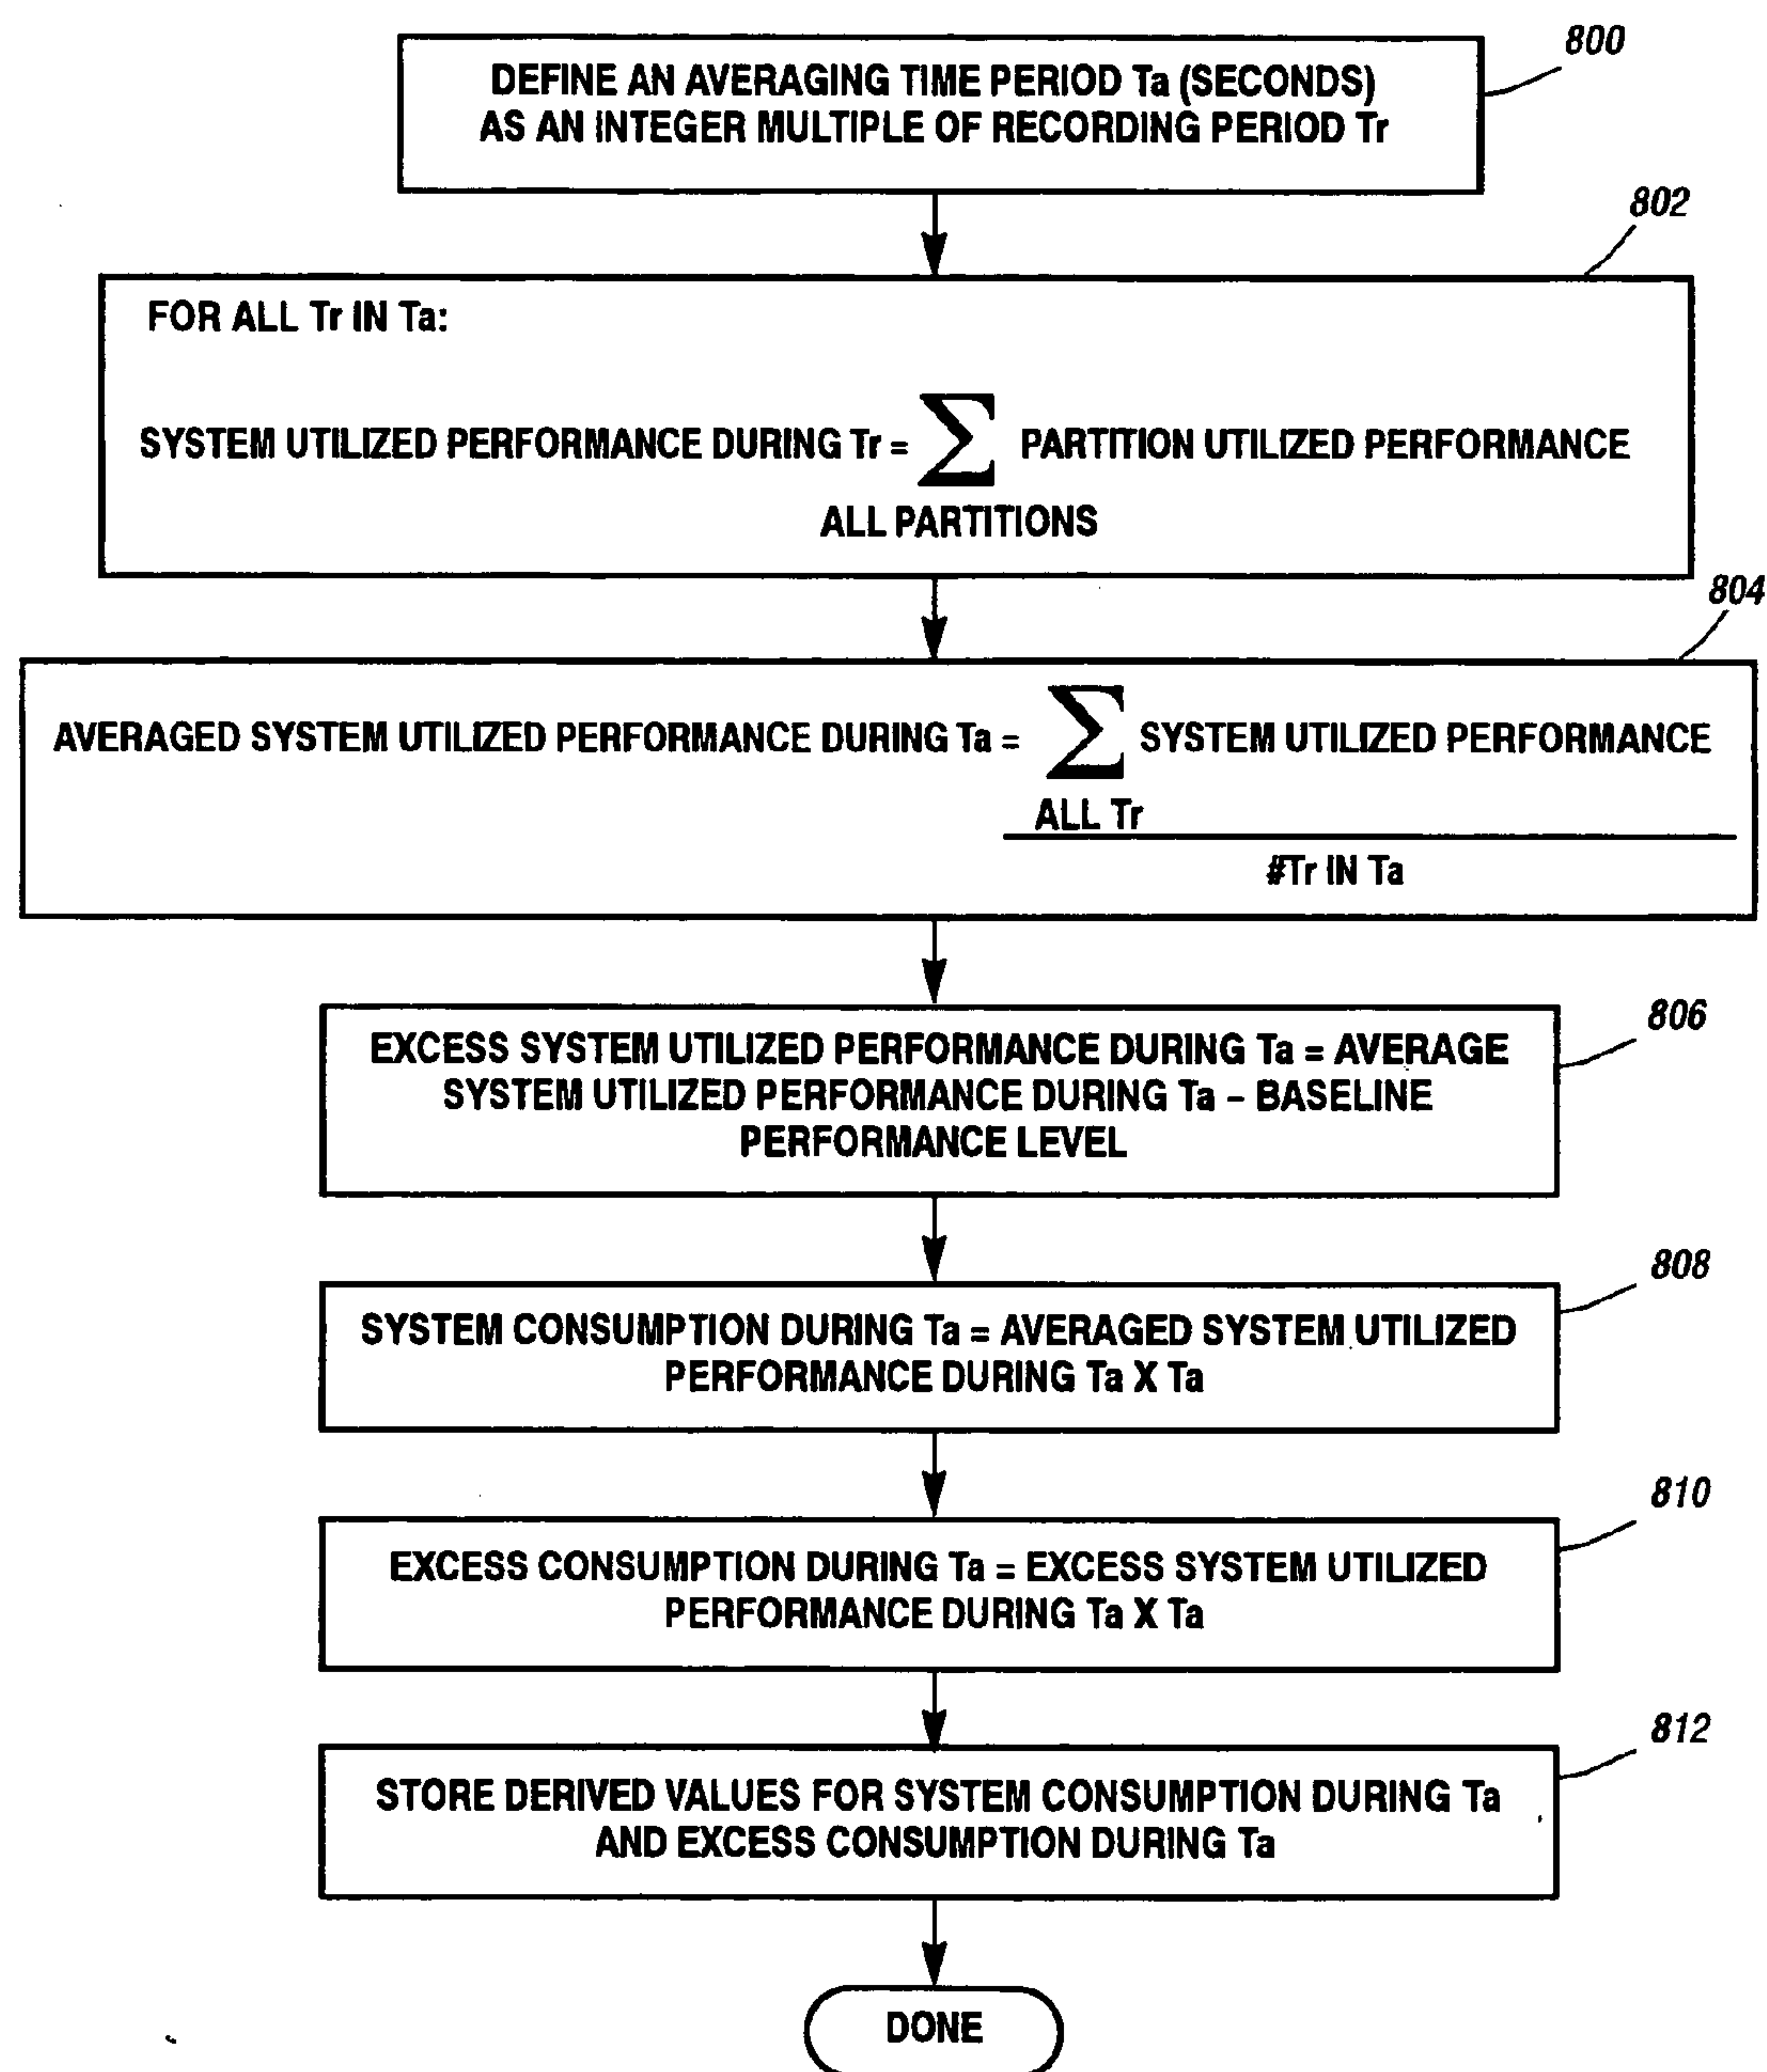 800
DEFINE AN AVERAGING TIME PERIOD Ta (SECONDS)
AS AN INTEGER MULTIPLE OF RECORDING PERIOD Tr
802
FOR ALL Tr IN Ta:
SYSTEM UTILIZED PERFORMANCE DURING Tr = Σ PARTITION UTILIZED PERFORMANCE
ALL PARTITIONS
804
AVERAGED SYSTEM UTILIZED PERFORMANCE DURING Ta = Σ SYSTEM UTILIZED PERFORMANCE
ALL Tr
#Tr IN Ta
806
EXCESS SYSTEM UTILIZED PERFORMANCE DURING Ta = AVERAGE
SYSTEM UTILIZED PERFORMANCE DURING Ta – BASELINE
PERFORMANCE LEVEL
808
SYSTEM CONSUMPTION DURING Ta = AVERAGED SYSTEM UTILIZED
PERFORMANCE DURING Ta X Ta
810
EXCESS CONSUMPTION DURING Ta = EXCESS SYSTEM UTILIZED
PERFORMANCE DURING Ta X Ta
812
STORE DERIVED VALUES FOR SYSTEM CONSUMPTION DURING Ta
AND EXCESS CONSUMPTION DURING Ta
DONE